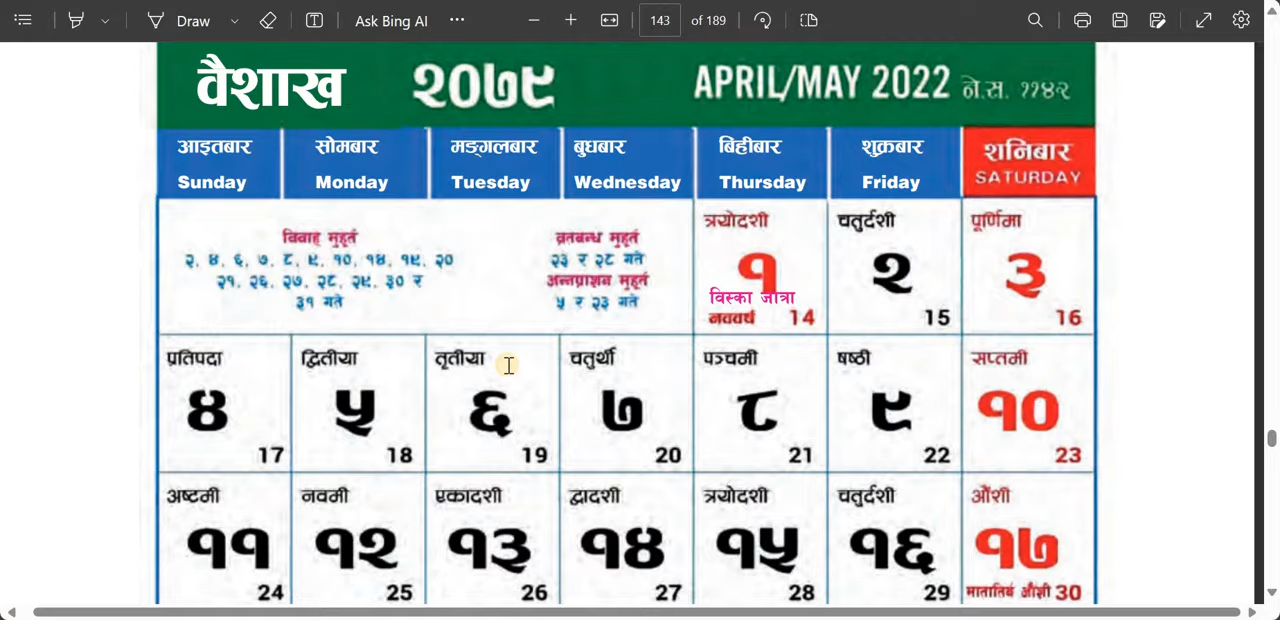 Draw Ask Bing AI 143 of 189
वैशाख २०७९ APRIL/MAY 2022 ने.स. ११४२
आइतबार सोमबार मङ्गलबार बुधबार बिहीबार शुक्रबार शनिबार
Sunday Monday Tuesday Wednesday Thursday Friday SATURDAY
त्रयोदशी चतुर्दशी पूर्णिमा
विवाह मुहूर्त
२, ४, ६, ७, ८, ९, १०, १४, १९, २०
२१, २६, २७, २८, २९, ३० र
३१ गते
व्रतबन्ध मुहूर्त
२३ र २८ गते
अन्नप्राशन मुहूर्त
५ र २३ गते
१ २ ३
विस्का जात्रा
नववर्ष 14 15 16
प्रतिपदा द्वितीया तृतीया चतुर्थी पञ्चमी षष्ठी सप्तमी
४ ५ ६ ७ ८ ९ १०
17 18 19 20 21 22 23
अष्टमी नवमी एकादशी द्वादशी त्रयोदशी चतुर्दशी औंशी
११ १२ १३ १४ १५ १६ १७
24 25 26 27 28 29 मातातिर्थ औंशी 30